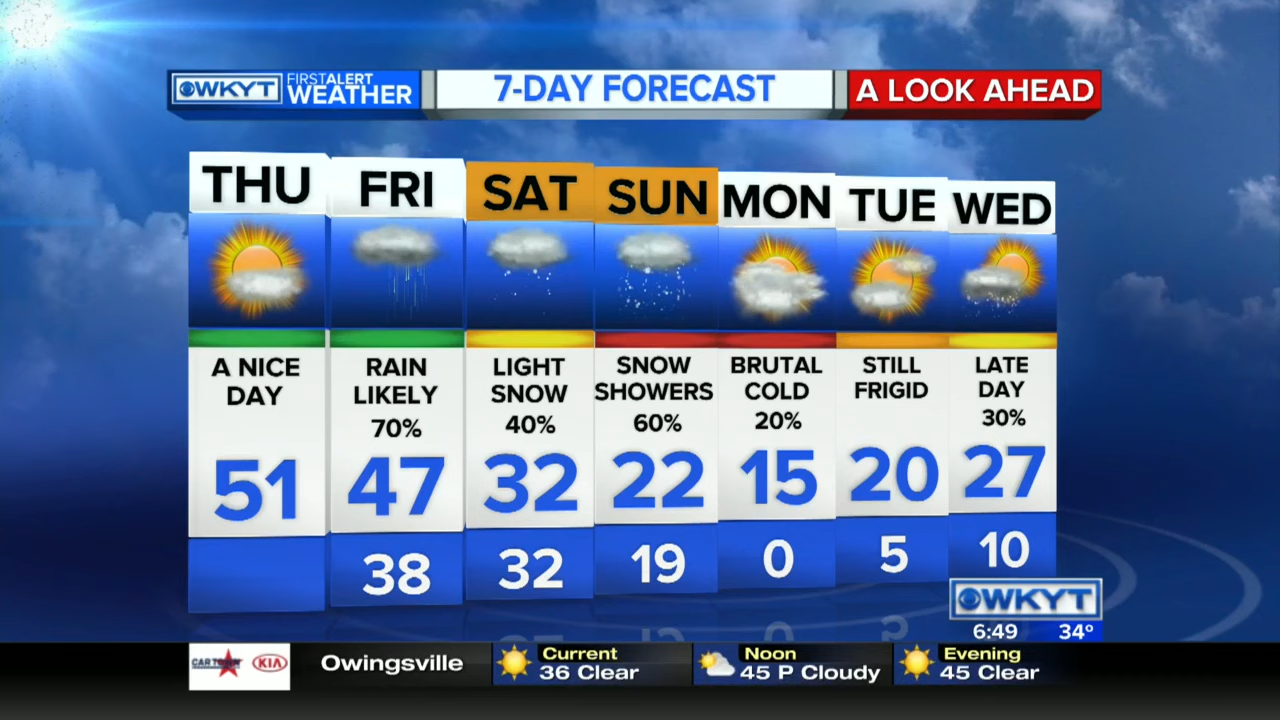 WKYT FIRST ALERT WEATHER
7-DAY FORECAST
A LOOK AHEAD
THU FRI SAT SUN MON TUE WED
A NICE DAY
RAIN LIKELY
70%
LIGHT SNOW
40%
SNOW SHOWERS
60%
BRUTAL COLD
20%
STILL FRIGID
LATE DAY
30%
51 47 32 22 15 20 27
38 32 19 0 5 10
WKYT
6:49 34°
CAR TOWN KIA
Owingsville
Current
36 Clear
Noon
45 P Cloudy
Evening
45 Clear